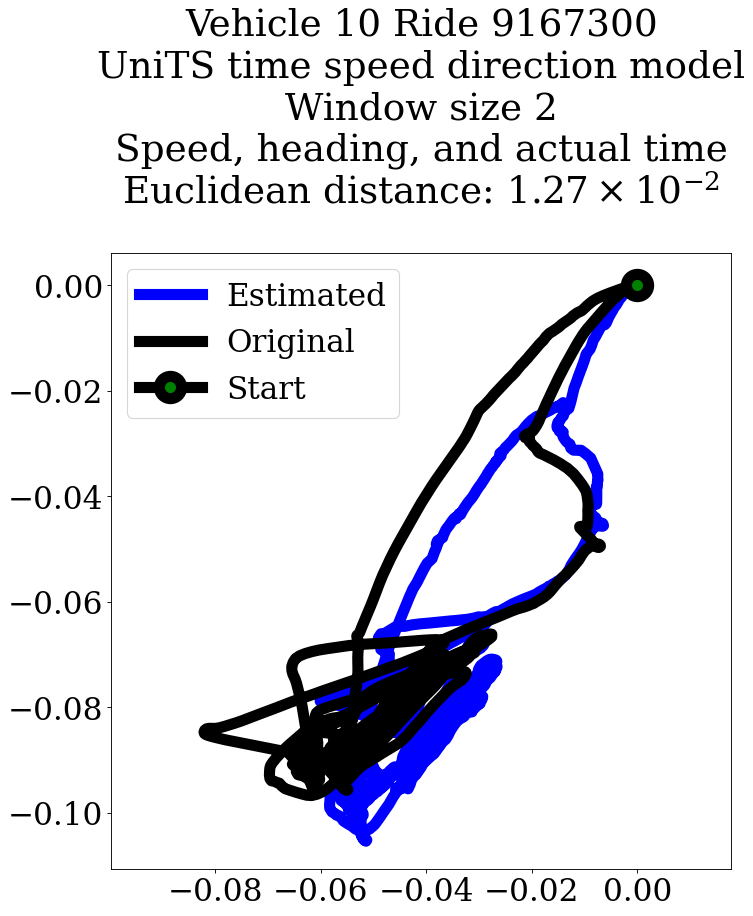 Vehicle 10 Ride 9167300
UniTS time speed direction model
Window size 2
Speed, heading, and actual time
Euclidean distance: 1.27 × 10⁻²
Estimated
Original
Start
0.00
−0.02
−0.04
−0.06
−0.08
−0.10
−0.08 −0.06 −0.04 −0.02 0.00